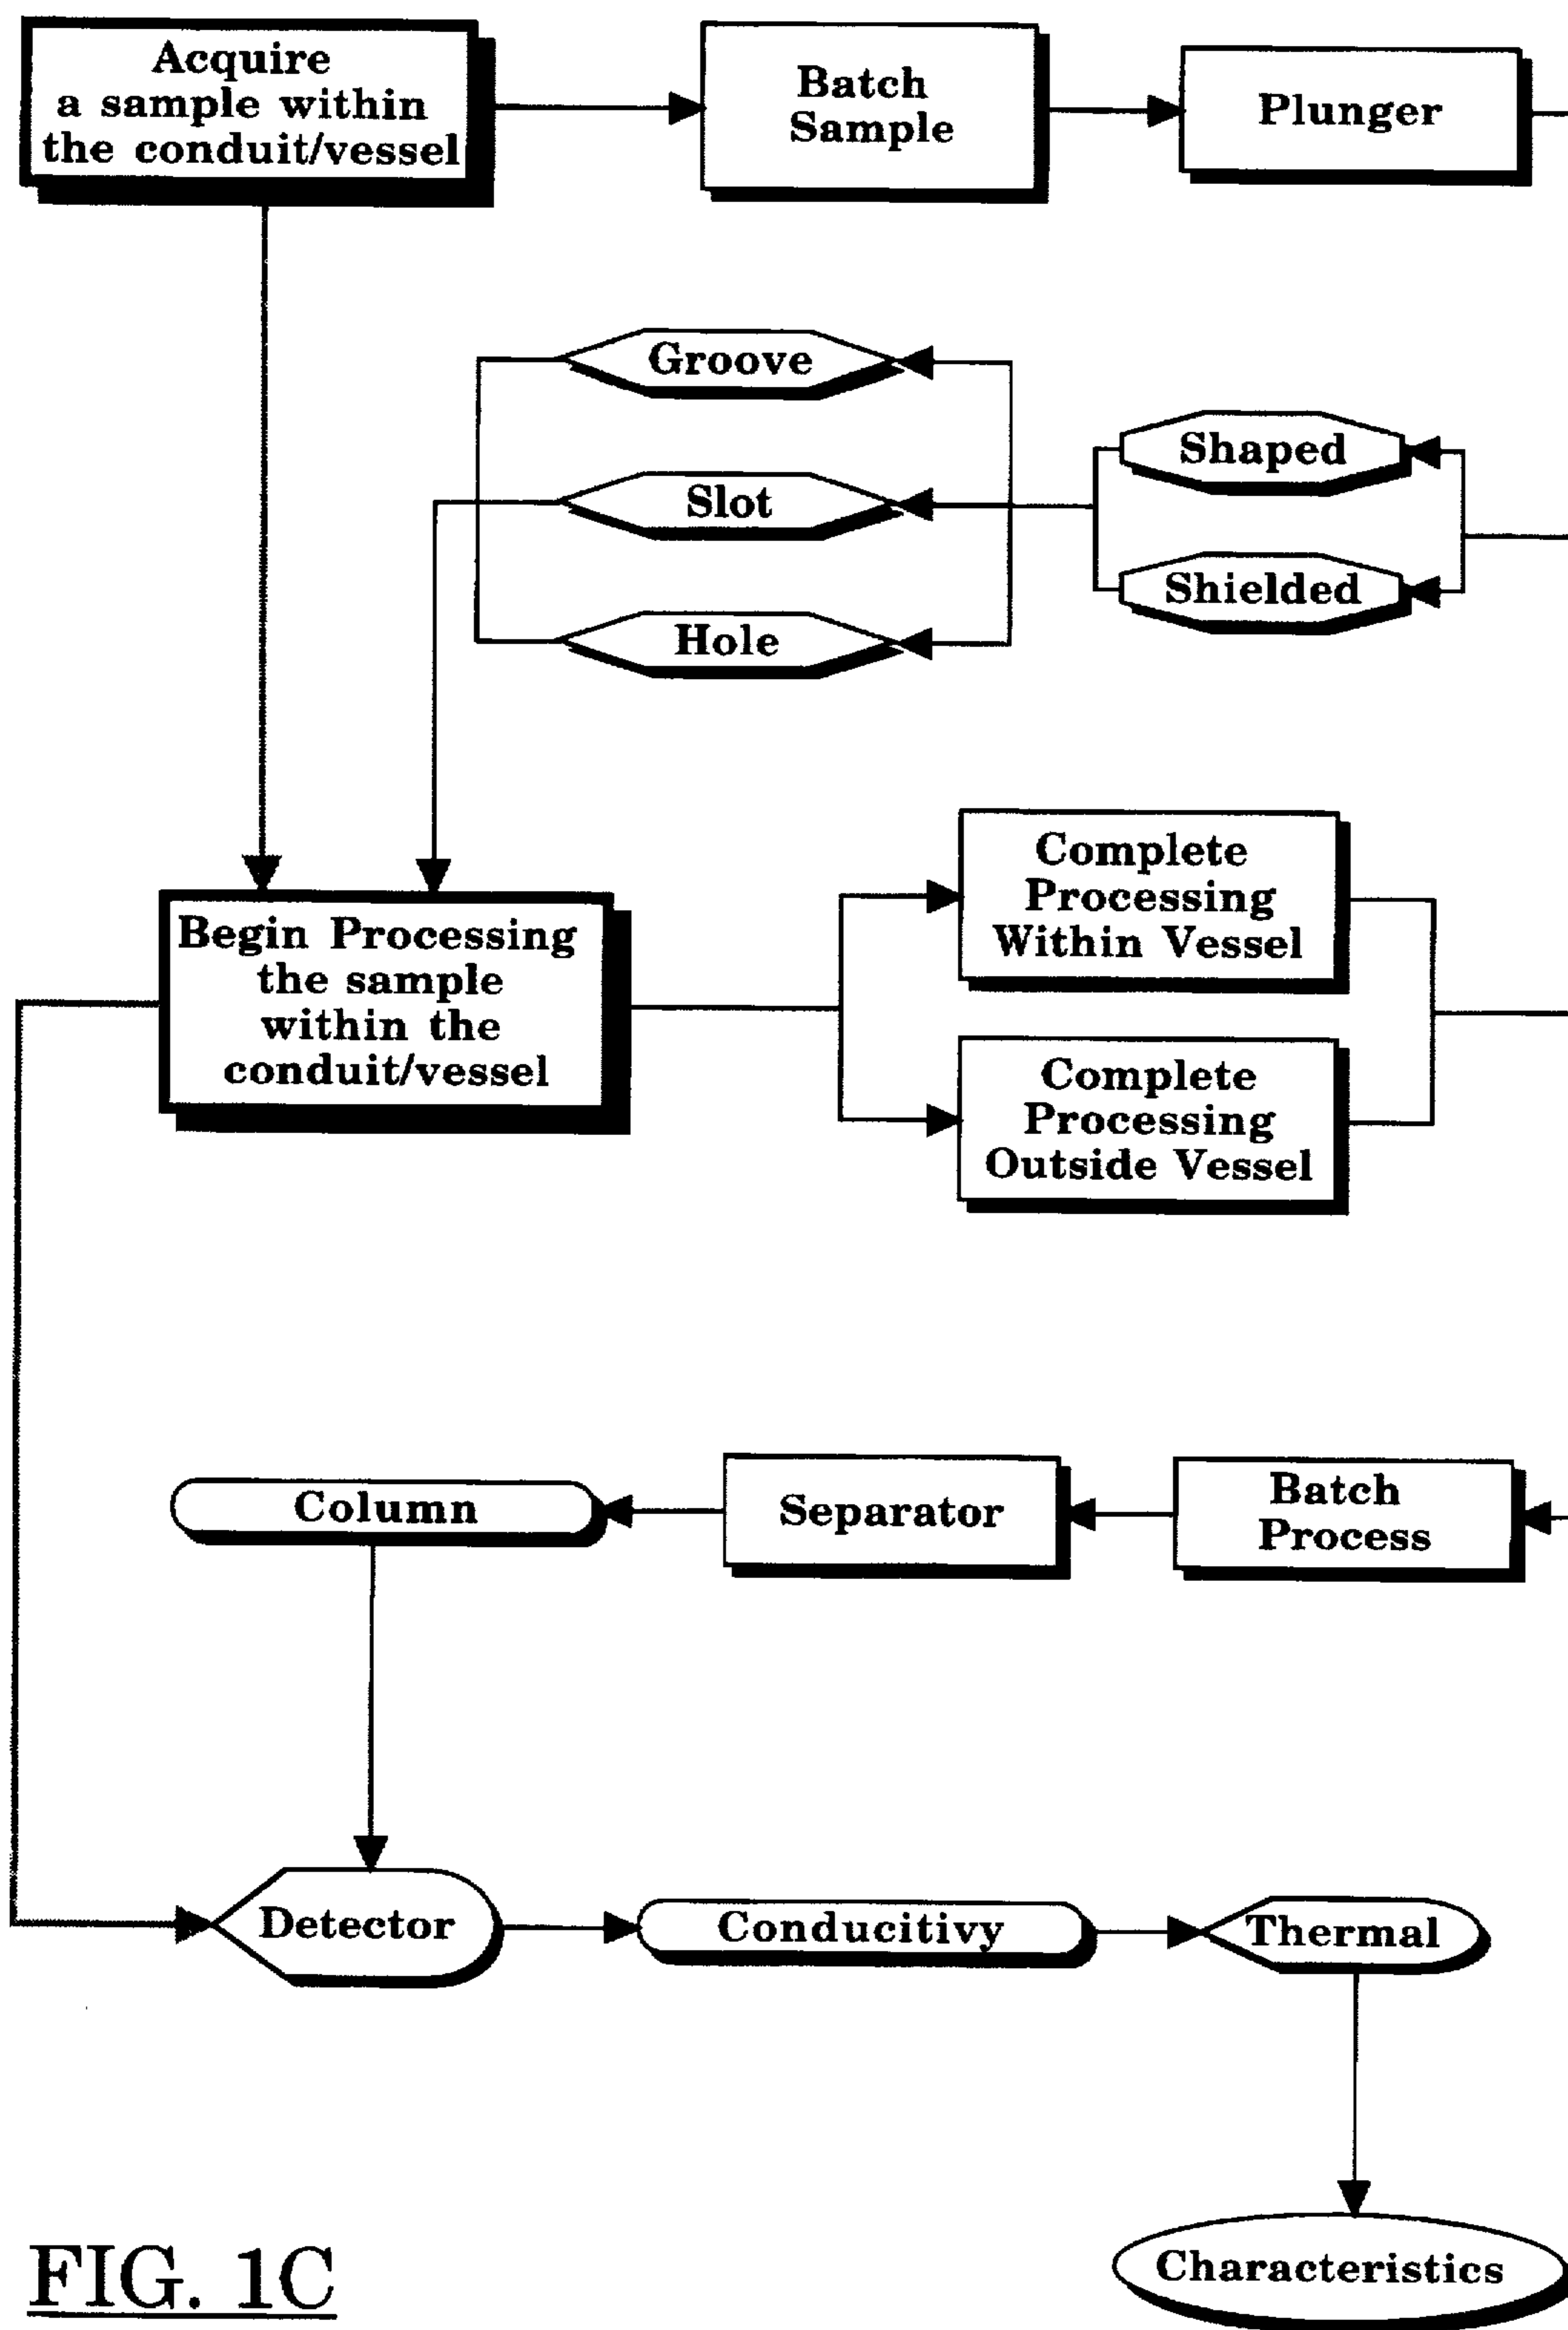 Acquire
a sample within
the conduit/vessel
Batch
Sample
Plunger
Groove
Slot
Hole
Shaped
Shielded
Begin Processing
the sample
within the
conduit/vessel
Complete
Processing
Within Vessel
Complete
Processing
Outside Vessel
Column
Separator
Batch
Process
Detector
Conducitivy
Thermal
Characteristics
FIG. 1C